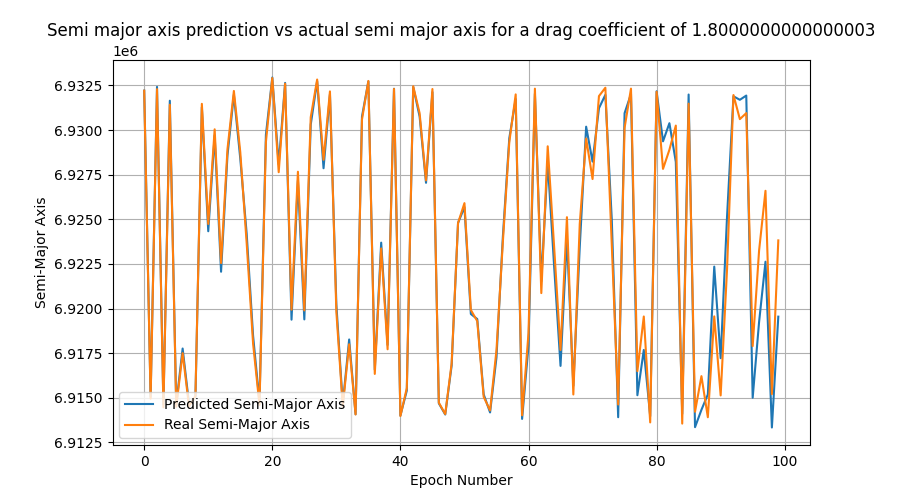 Semi major axis prediction vs actual semi major axis for a drag coefficient of 1.8000000000000003
1e6
6.9325
6.9300
6.9275
6.9250
6.9225
6.9200
6.9175
6.9150
6.9125
Semi-Major Axis
Predicted Semi-Major Axis
Real Semi-Major Axis
0 20 40 60 80 100
Epoch Number